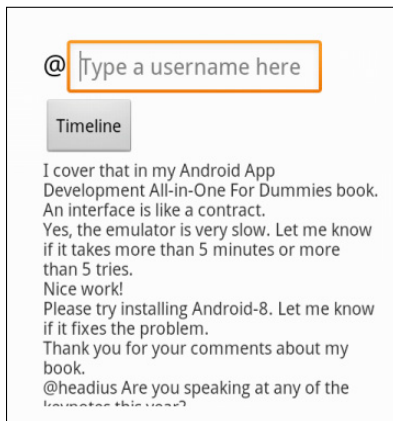 @ Type a username here
Timeline
I cover that in my Android App
Development All-in-One For Dummies book.
An interface is like a contract.
Yes, the emulator is very slow. Let me know
if it takes more than 5 minutes or more
than 5 tries.
Nice work!
Please try installing Android-8. Let me know
if it fixes the problem.
Thank you for your comments about my
book.
@headius Are you speaking at any of the
keynotes this year?